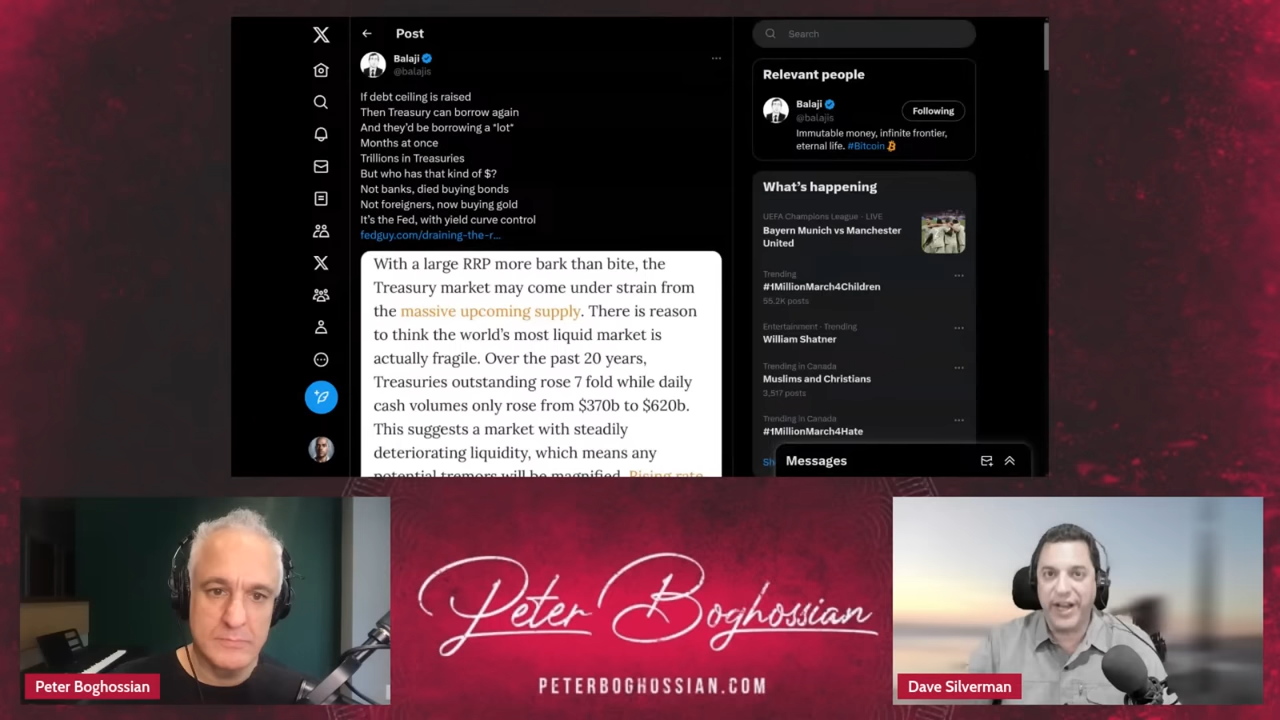 Post
Balaji
@balajis
If debt ceiling is raised
Then Treasury can borrow again
And they'd be borrowing a *lot*
Months at once
Trillions in Treasuries
But who has that kind of $?
Not banks, died buying bonds
Not foreigners, now buying gold
It's the Fed, with yield curve control
fedguy.com/draining-the-r...
With a large RRP more bark than bite, the
Treasury market may come under strain from
the massive upcoming supply. There is reason
to think the world's most liquid market is
actually fragile. Over the past 20 years,
Treasuries outstanding rose 7 fold while daily
cash volumes only rose from $370b to $620b.
This suggests a market with steadily
deteriorating liquidity, which means any
potential tremors will be magnified. Rising rate
Search
Relevant people
Balaji
@balajis
Following
Immutable money, infinite frontier,
eternal life. #Bitcoin
What's happening
UEFA Champions League · LIVE
Bayern Munich vs Manchester
United
Trending
#1MillionMarch4Children
55.2K posts
Entertainment · Trending
William Shatner
Trending in Canada
Muslims and Christians
3,517 posts
Trending in Canada
#1MillionMarch4Hate
Sh
Messages
Peter Boghossian
Peter Boghossian
PETERBOGHOSSIAN.COM
Dave Silverman